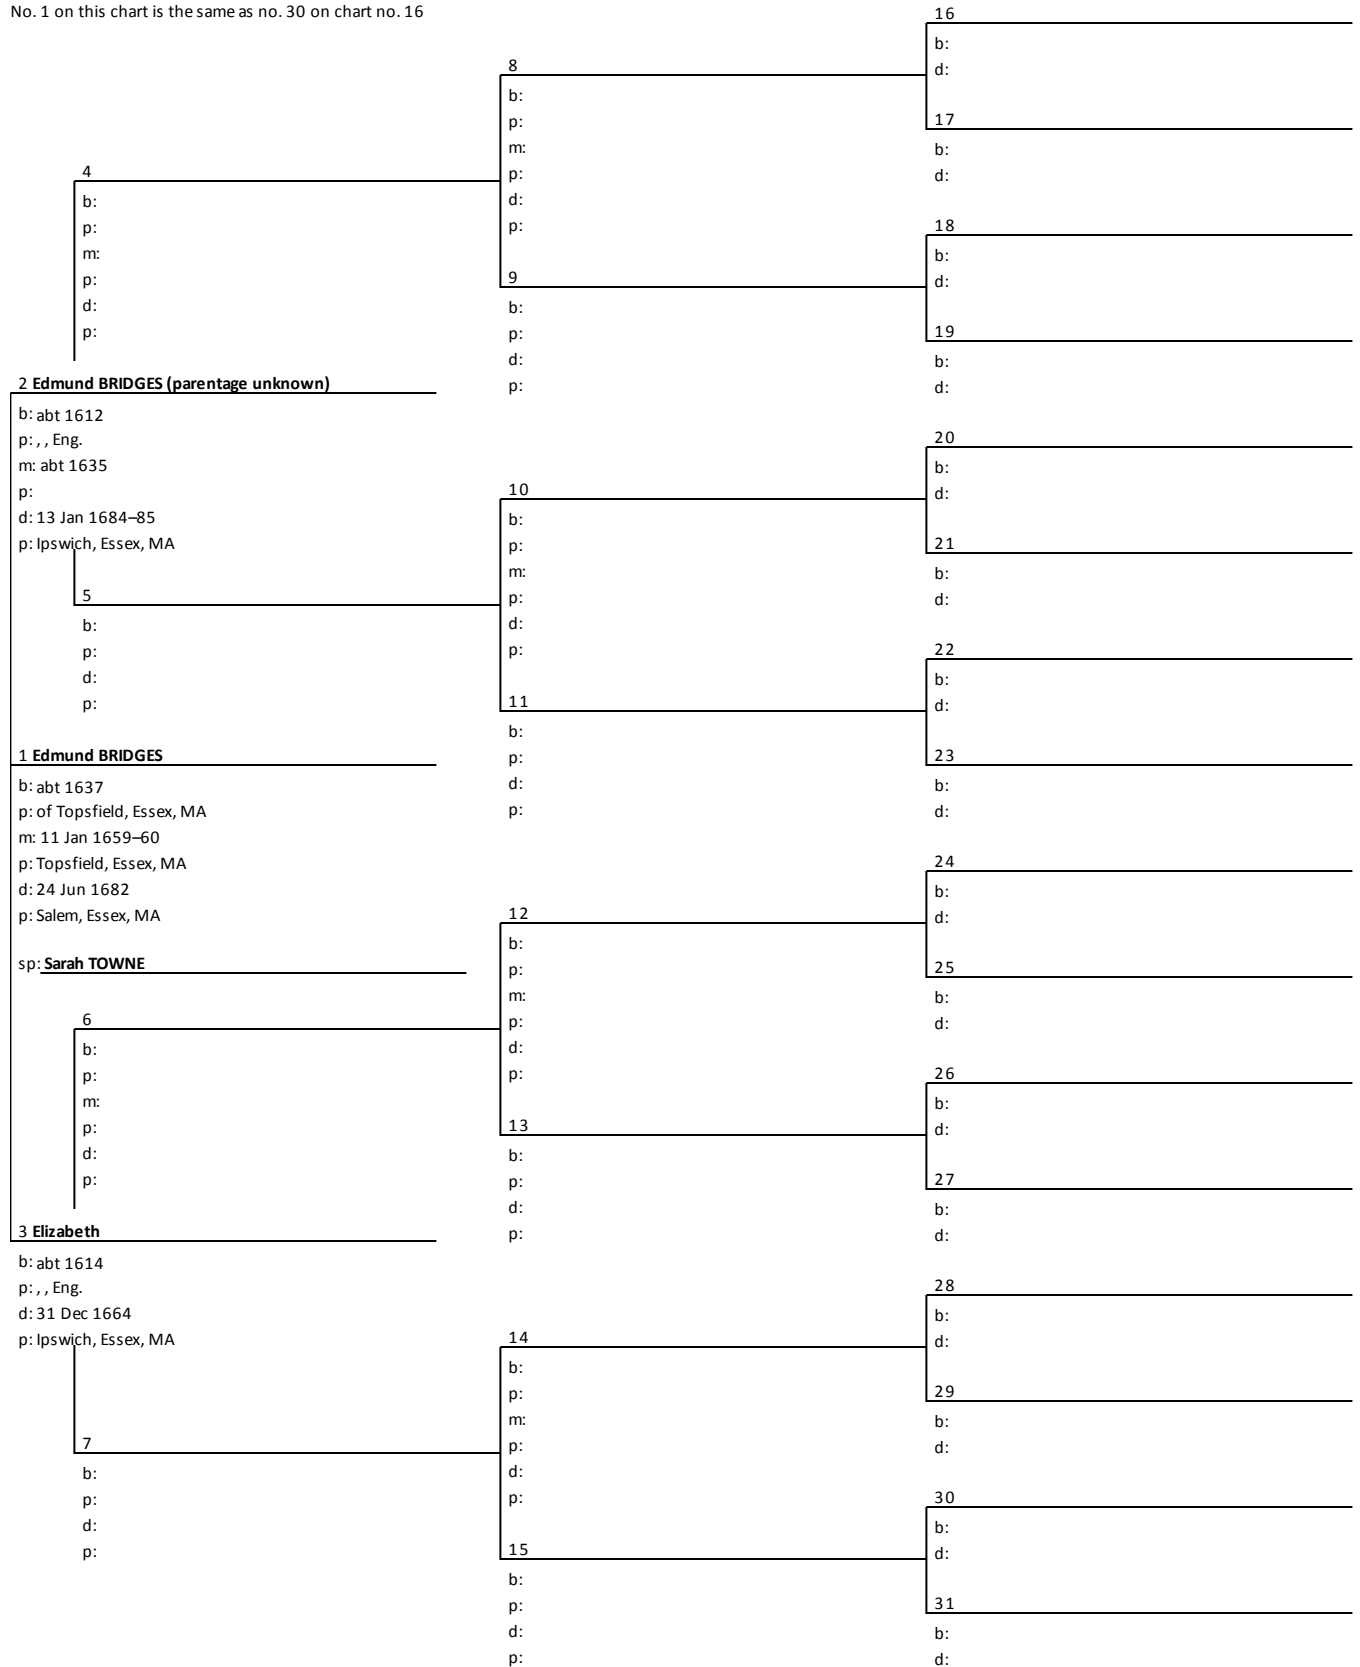 No. 1 on this chart is the same as no. 30 on chart no. 16
4
b:
p:
m:
p:
d:
p:
2 Edmund BRIDGES (parentage unknown)
b: abt 1612
p: , , Eng.
m: abt 1635
p:
d: 13 Jan 1684–85
p: Ipswich, Essex, MA
5
b:
p:
d:
p:
1 Edmund BRIDGES
b: abt 1637
p: of Topsfield, Essex, MA
m: 11 Jan 1659–60
p: Topsfield, Essex, MA
d: 24 Jun 1682
p: Salem, Essex, MA
sp: Sarah TOWNE
6
b:
p:
m:
p:
d:
p:
3 Elizabeth
b: abt 1614
p: , , Eng.
d: 31 Dec 1664
p: Ipswich, Essex, MA
7
b:
p:
d:
p:
8
b:
p:
m:
p:
d:
p:
9
b:
p:
d:
p:
10
b:
p:
m:
p:
d:
p:
11
b:
p:
d:
p:
12
b:
p:
m:
p:
d:
p:
13
b:
p:
d:
p:
14
b:
p:
m:
p:
d:
p:
15
b:
p:
d:
p:
16
b:
d:
17
b:
d:
18
b:
d:
19
b:
d:
20
b:
d:
21
b:
d:
22
b:
d:
23
b:
d:
24
b:
d:
25
b:
d:
26
b:
d:
27
b:
d:
28
b:
d:
29
b:
d:
30
b:
d:
31
b:
d: